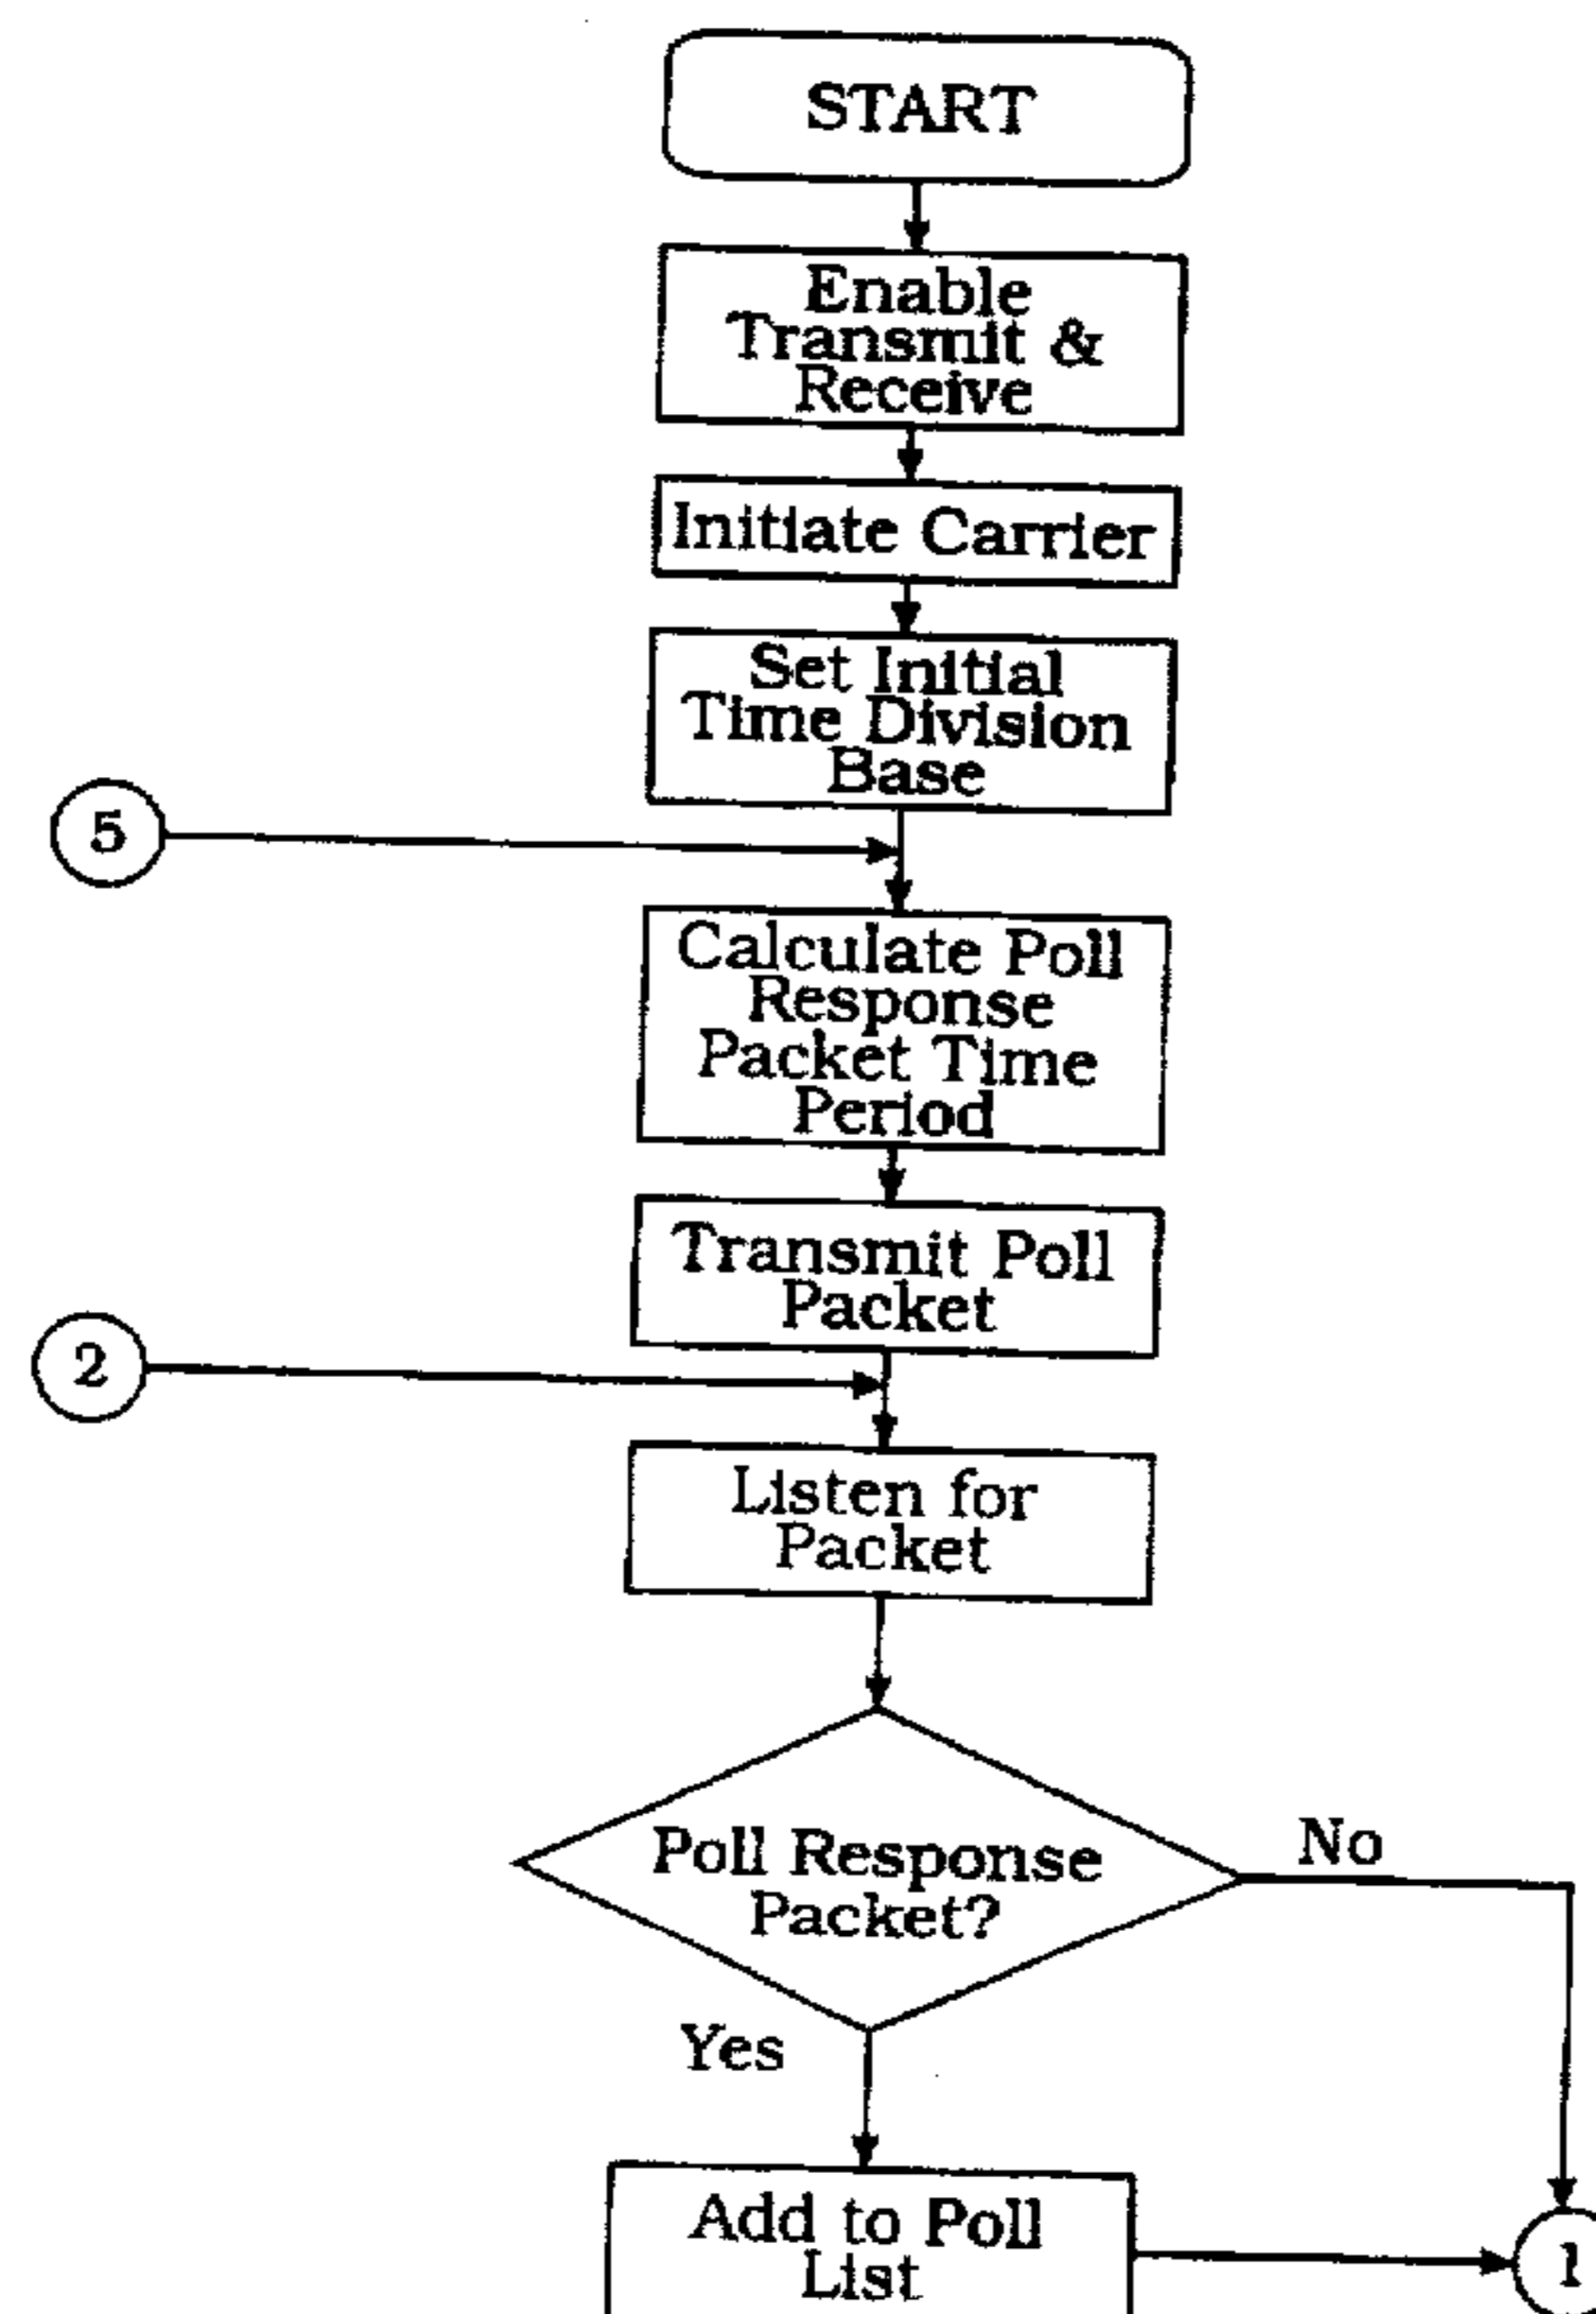 START
Enable
Transmit &
Receive
Initiate Carrier
Set Initial
Time Division
Base
5
Calculate Poll
Response
Packet Time
Period
Transmit Poll
Packet
2
Listen for
Packet
Poll Response
Packet?
No
Yes
Add to Poll
List
1